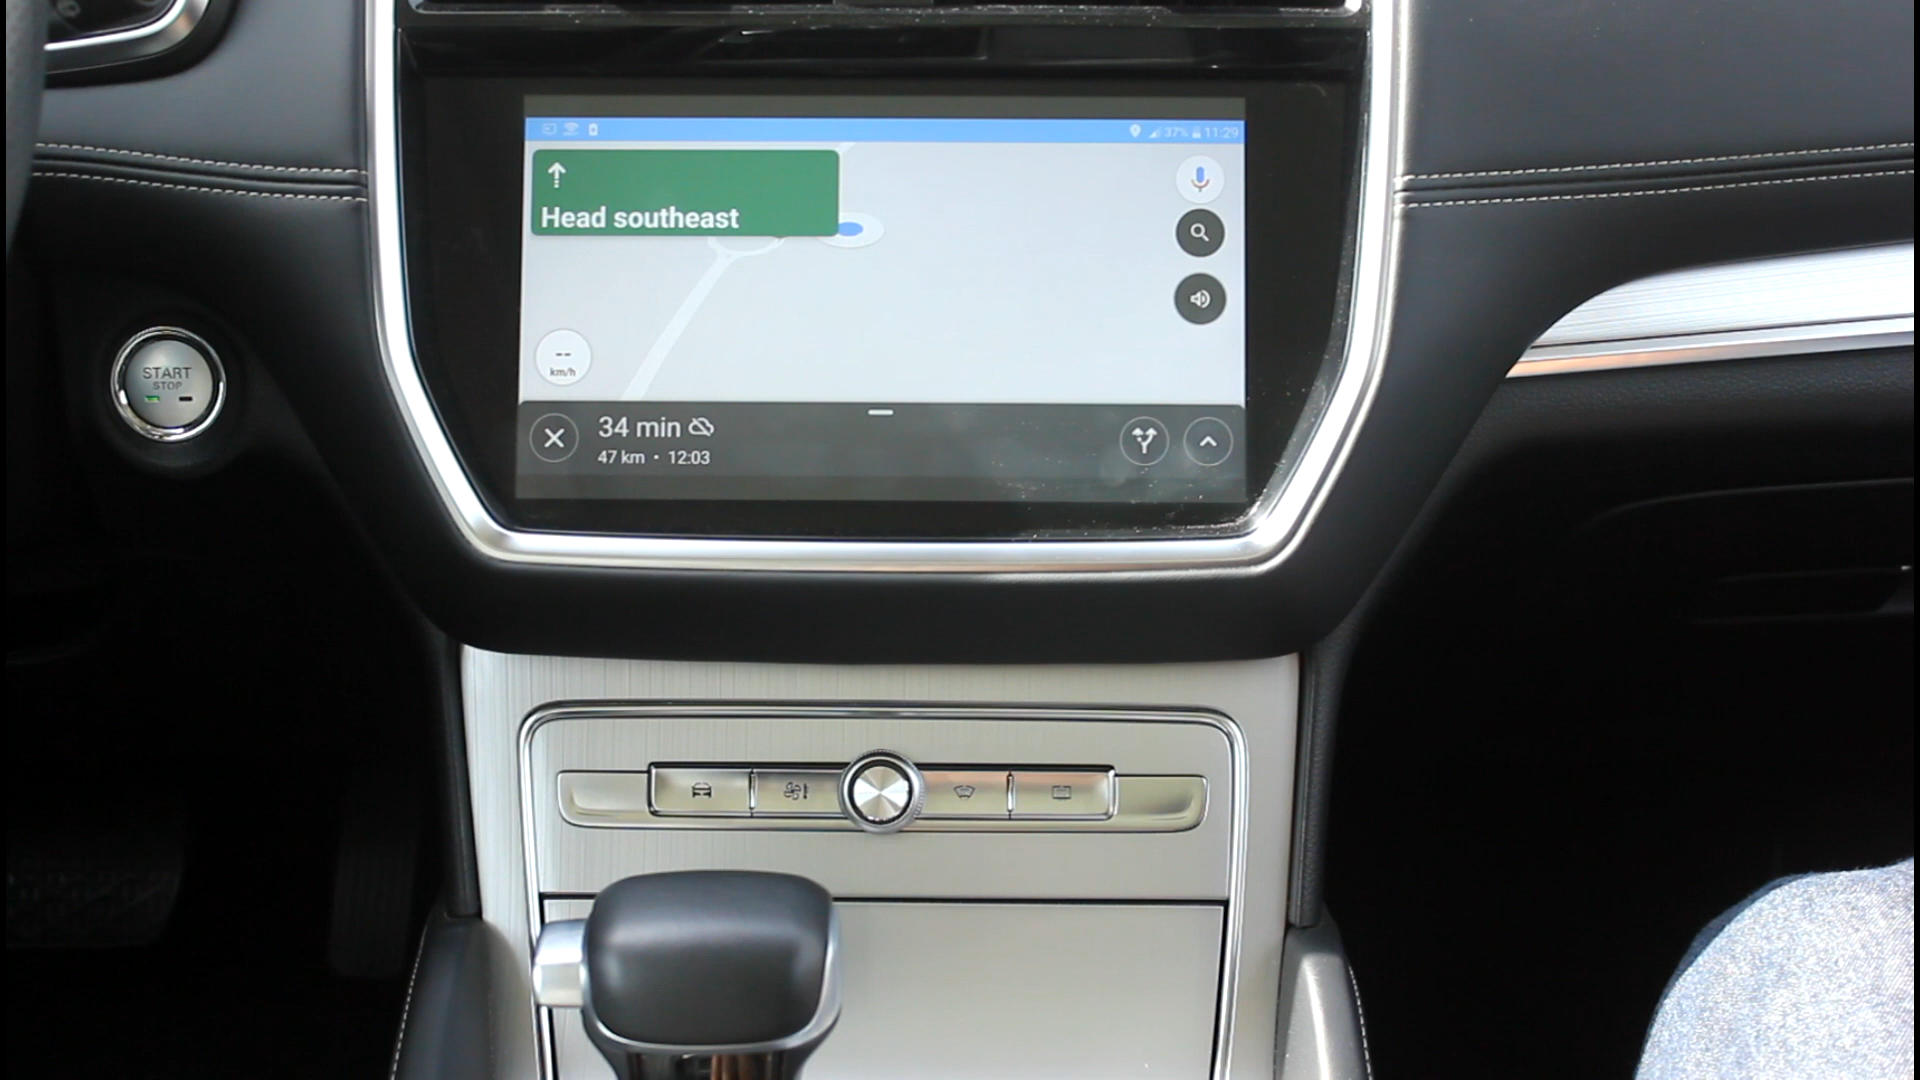 37% 11:29
Head southeast
START
STOP
--
km/h
34 min
47 km • 12:03